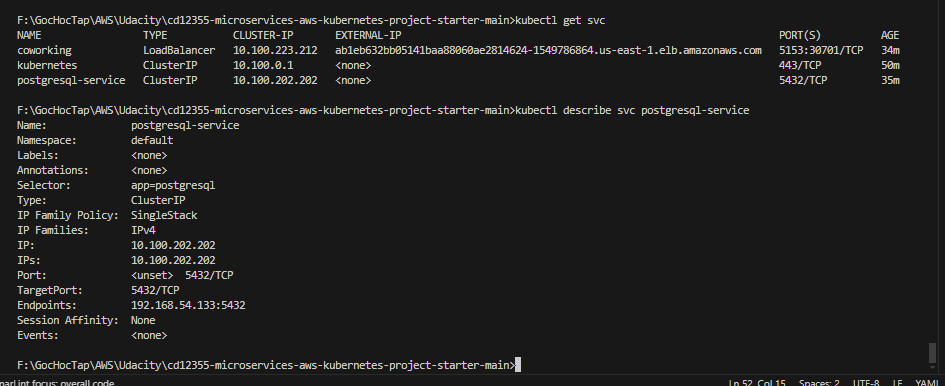 F:\GocHocTap\AWS\Udacity\cd12355-microservices-aws-kubernetes-project-starter-main>kubectl get svc
NAME TYPE CLUSTER-IP EXTERNAL-IP PORT(S) AGE
coworking LoadBalancer 10.100.223.212 ab1eb632bb05141baa88060ae2814624-1549786864.us-east-1.elb.amazonaws.com 5153:30701/TCP 34m
kubernetes ClusterIP 10.100.0.1 <none> 443/TCP 50m
postgresql-service ClusterIP 10.100.202.202 <none> 5432/TCP 35m
F:\GocHocTap\AWS\Udacity\cd12355-microservices-aws-kubernetes-project-starter-main>kubectl describe svc postgresql-service
Name: postgresql-service
Namespace: default
Labels: <none>
Annotations: <none>
Selector: app=postgresql
Type: ClusterIP
IP Family Policy: SingleStack
IP Families: IPv4
IP: 10.100.202.202
IPs: 10.100.202.202
Port: <unset> 5432/TCP
TargetPort: 5432/TCP
Endpoints: 192.168.54.133:5432
Session Affinity: None
Events: <none>
F:\GocHocTap\AWS\Udacity\cd12355-microservices-aws-kubernetes-project-starter-main>
narLint focus: overall code Ln 52, Col 15 Spaces: 2 UTF-8 LF YAML